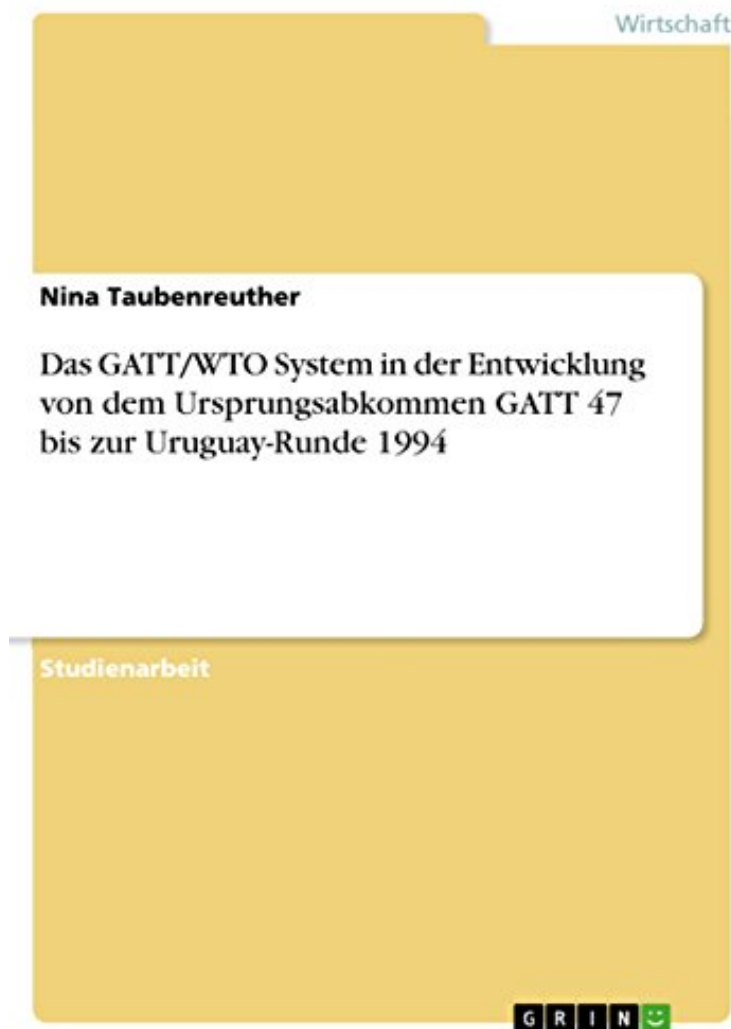 Wirtschaft
Nina Taubenreuther
Das GATT/WTO System in der Entwicklung
von dem Ursprungsabkommen GATT 47
bis zur Uruguay-Runde 1994
Studienarbeit
GRIN